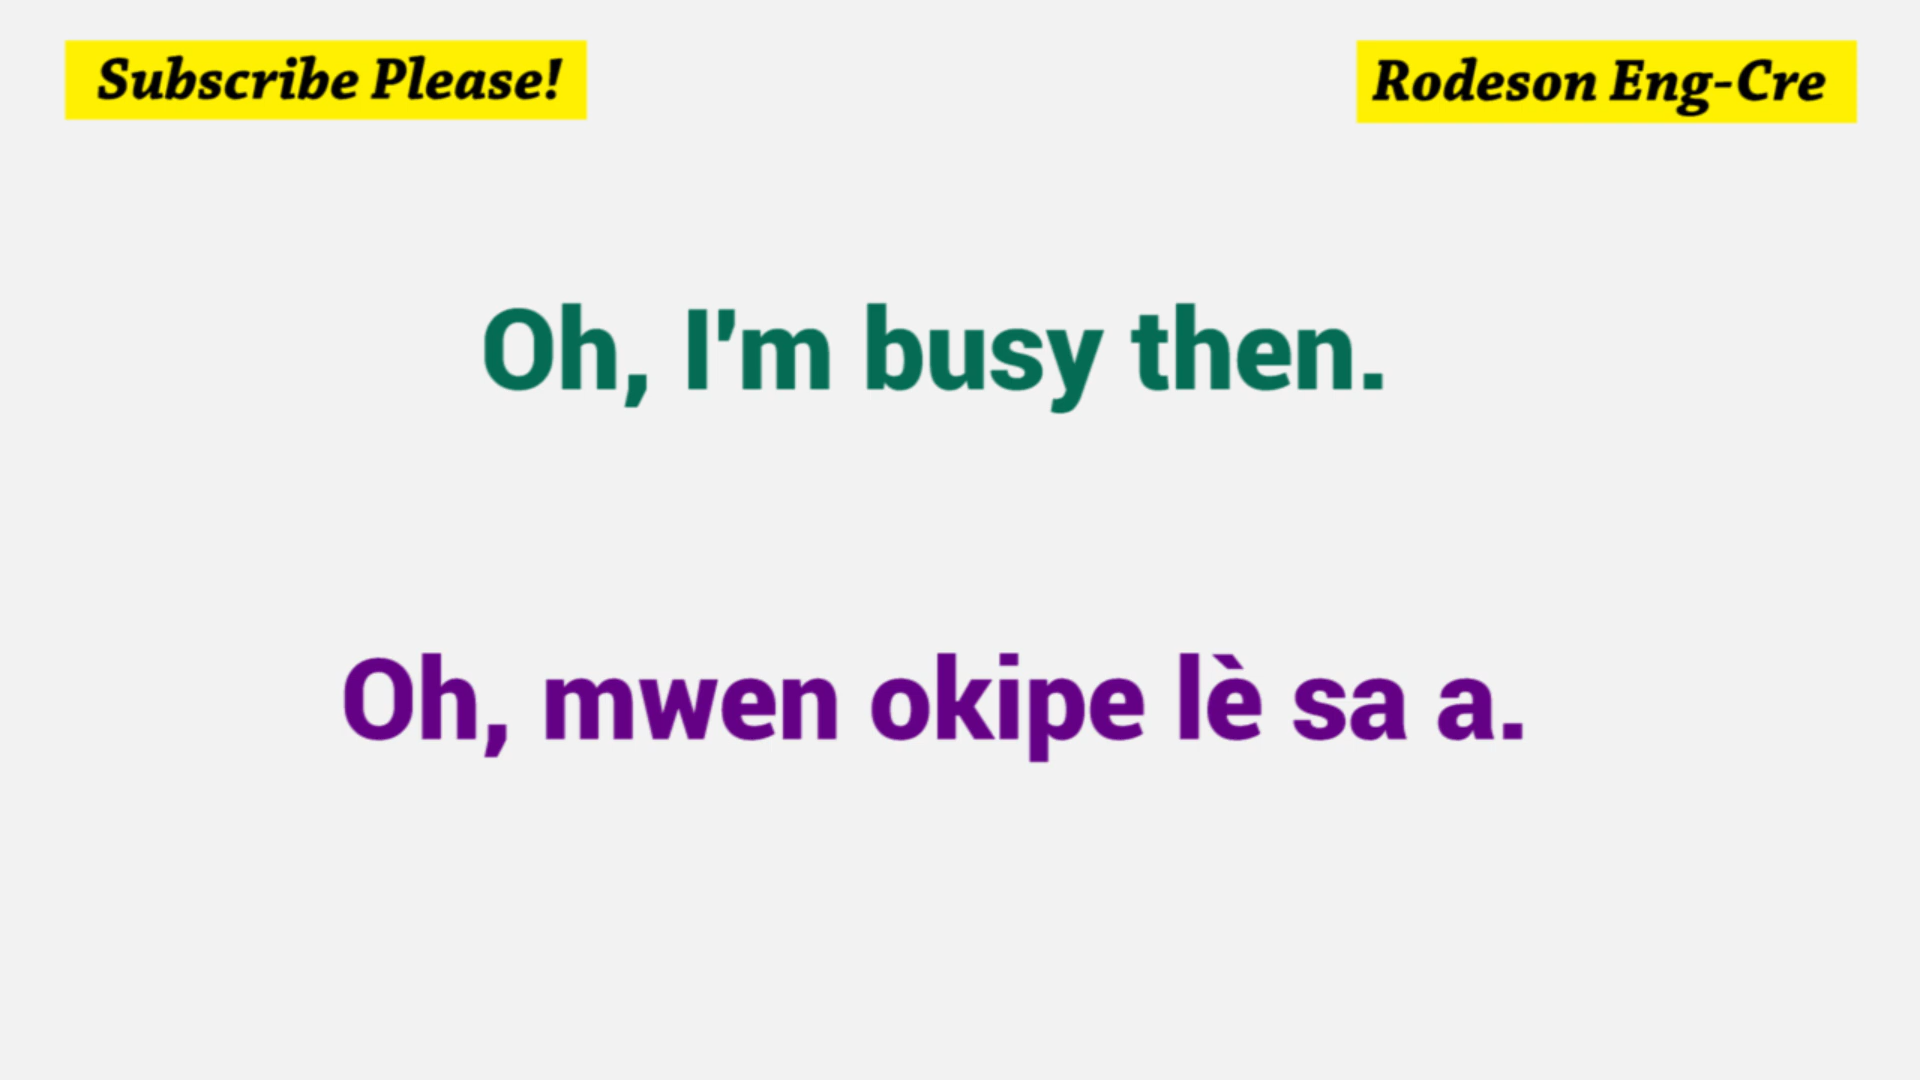 Subscribe Please!
Rodeson Eng-Cre
Oh, I'm busy then.
Oh, mwen okipe lè sa a.